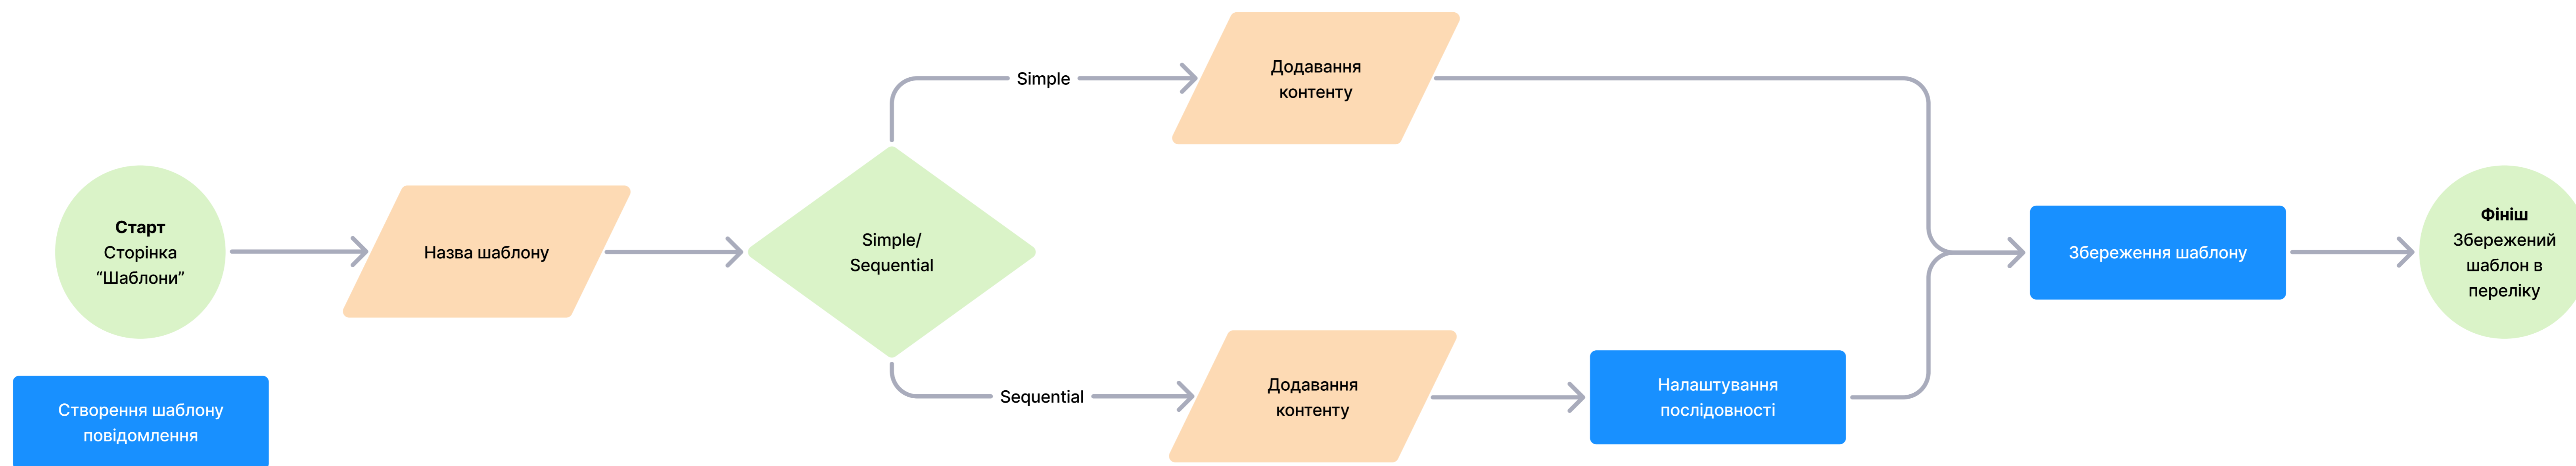 Старт
Сторінка
“Шаблони”
Створення шаблону
повідомлення
Назва шаблону
Simple/
Sequential
Simple
Додавання
контенту
Sequential
Додавання
контенту
Налаштування
послідовності
Збереження шаблону
Фініш
Збережений
шаблон в
переліку